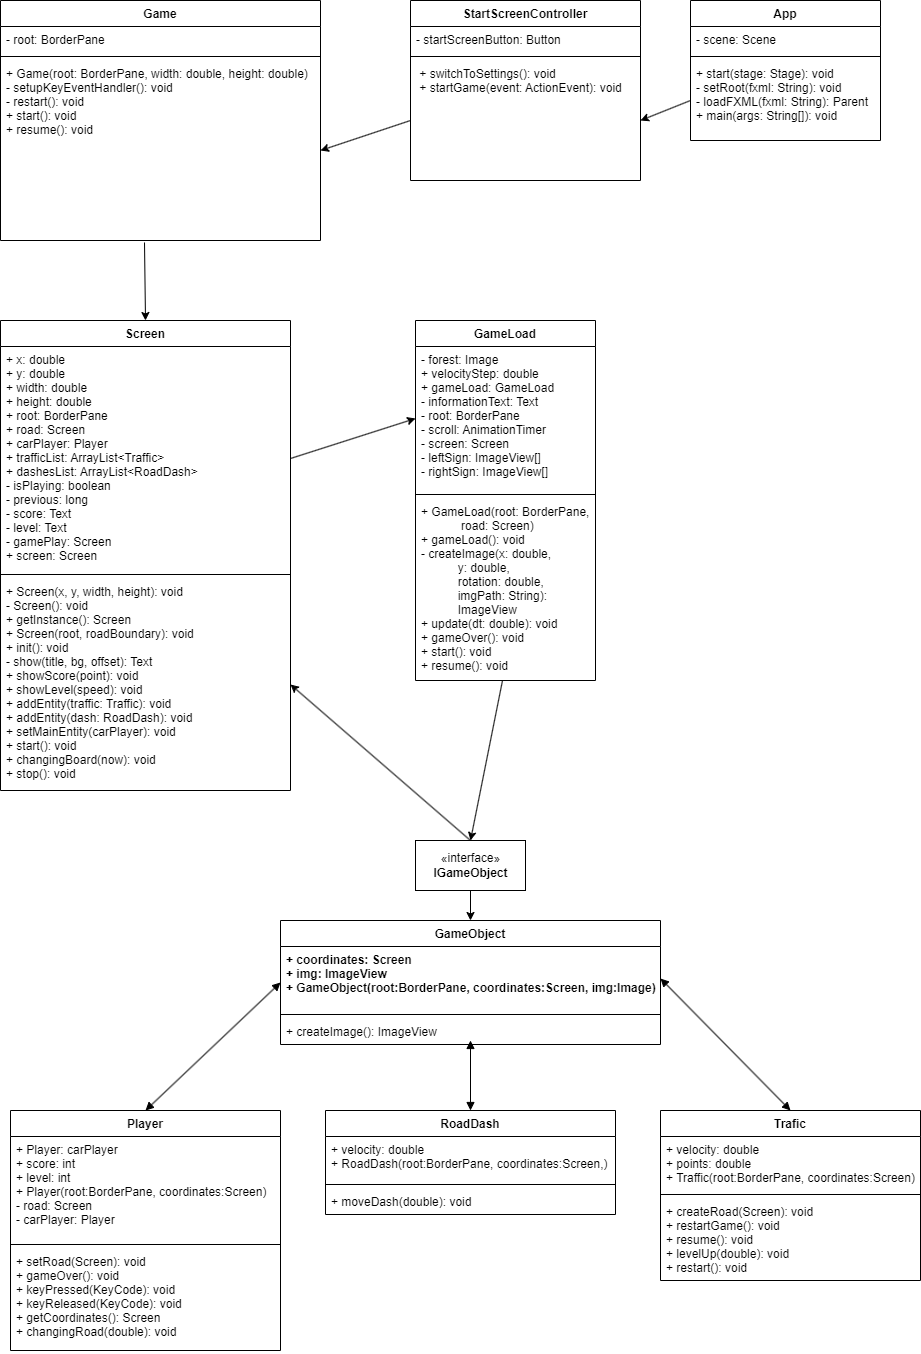 Game
- root: BorderPane
+ Game(root: BorderPane, width: double, height: double)
- setupKeyEventHandler(): void
- restart(): void
+ start(): void
+ resume(): void
StartScreenController
- startScreenButton: Button
+ switchToSettings(): void
+ startGame(event: ActionEvent): void
App
- scene: Scene
+ start(stage: Stage): void
- setRoot(fxml: String): void
- loadFXML(fxml: String): Parent
+ main(args: String[]): void
Screen
+ x: double
+ y: double
+ width: double
+ height: double
+ root: BorderPane
+ road: Screen
+ carPlayer: Player
+ trafficList: ArrayList<Traffic>
+ dashesList: ArrayList<RoadDash>
- isPlaying: boolean
- previous: long
- score: Text
- level: Text
- gamePlay: Screen
+ screen: Screen
+ Screen(x, y, width, height): void
- Screen(): void
+ getInstance(): Screen
+ Screen(root, roadBoundary): void
+ init(): void
- show(title, bg, offset): Text
+ showScore(point): void
+ showLevel(speed): void
+ addEntity(traffic: Traffic): void
+ addEntity(dash: RoadDash): void
+ setMainEntity(carPlayer): void
+ start(): void
+ changingBoard(now): void
+ stop(): void
GameLoad
- forest: Image
+ velocityStep: double
+ gameLoad: GameLoad
- informationText: Text
- root: BorderPane
- scroll: AnimationTimer
- screen: Screen
- leftSign: ImageView[]
- rightSign: ImageView[]
+ GameLoad(root: BorderPane,
road: Screen)
+ gameLoad(): void
- createImage(x: double,
y: double,
rotation: double,
imgPath: String):
ImageView
+ update(dt: double): void
+ gameOver(): void
+ start(): void
+ resume(): void
«interface»
IGameObject
GameObject
+ coordinates: Screen
+ img: ImageView
+ GameObject(root:BorderPane, coordinates:Screen, img:Image)
+ createImage(): ImageView
Player
+ Player: carPlayer
+ score: int
+ level: int
+ Player(root:BorderPane, coordinates:Screen)
- road: Screen
- carPlayer: Player
+ setRoad(Screen): void
+ gameOver(): void
+ keyPressed(KeyCode): void
+ keyReleased(KeyCode): void
+ getCoordinates(): Screen
+ changingRoad(double): void
RoadDash
+ velocity: double
+ RoadDash(root:BorderPane, coordinates:Screen,)
+ moveDash(double): void
Trafic
+ velocity: double
+ points: double
+ Traffic(root:BorderPane, coordinates:Screen)
+ createRoad(Screen): void
+ restartGame(): void
+ resume(): void
+ levelUp(double): void
+ restart(): void